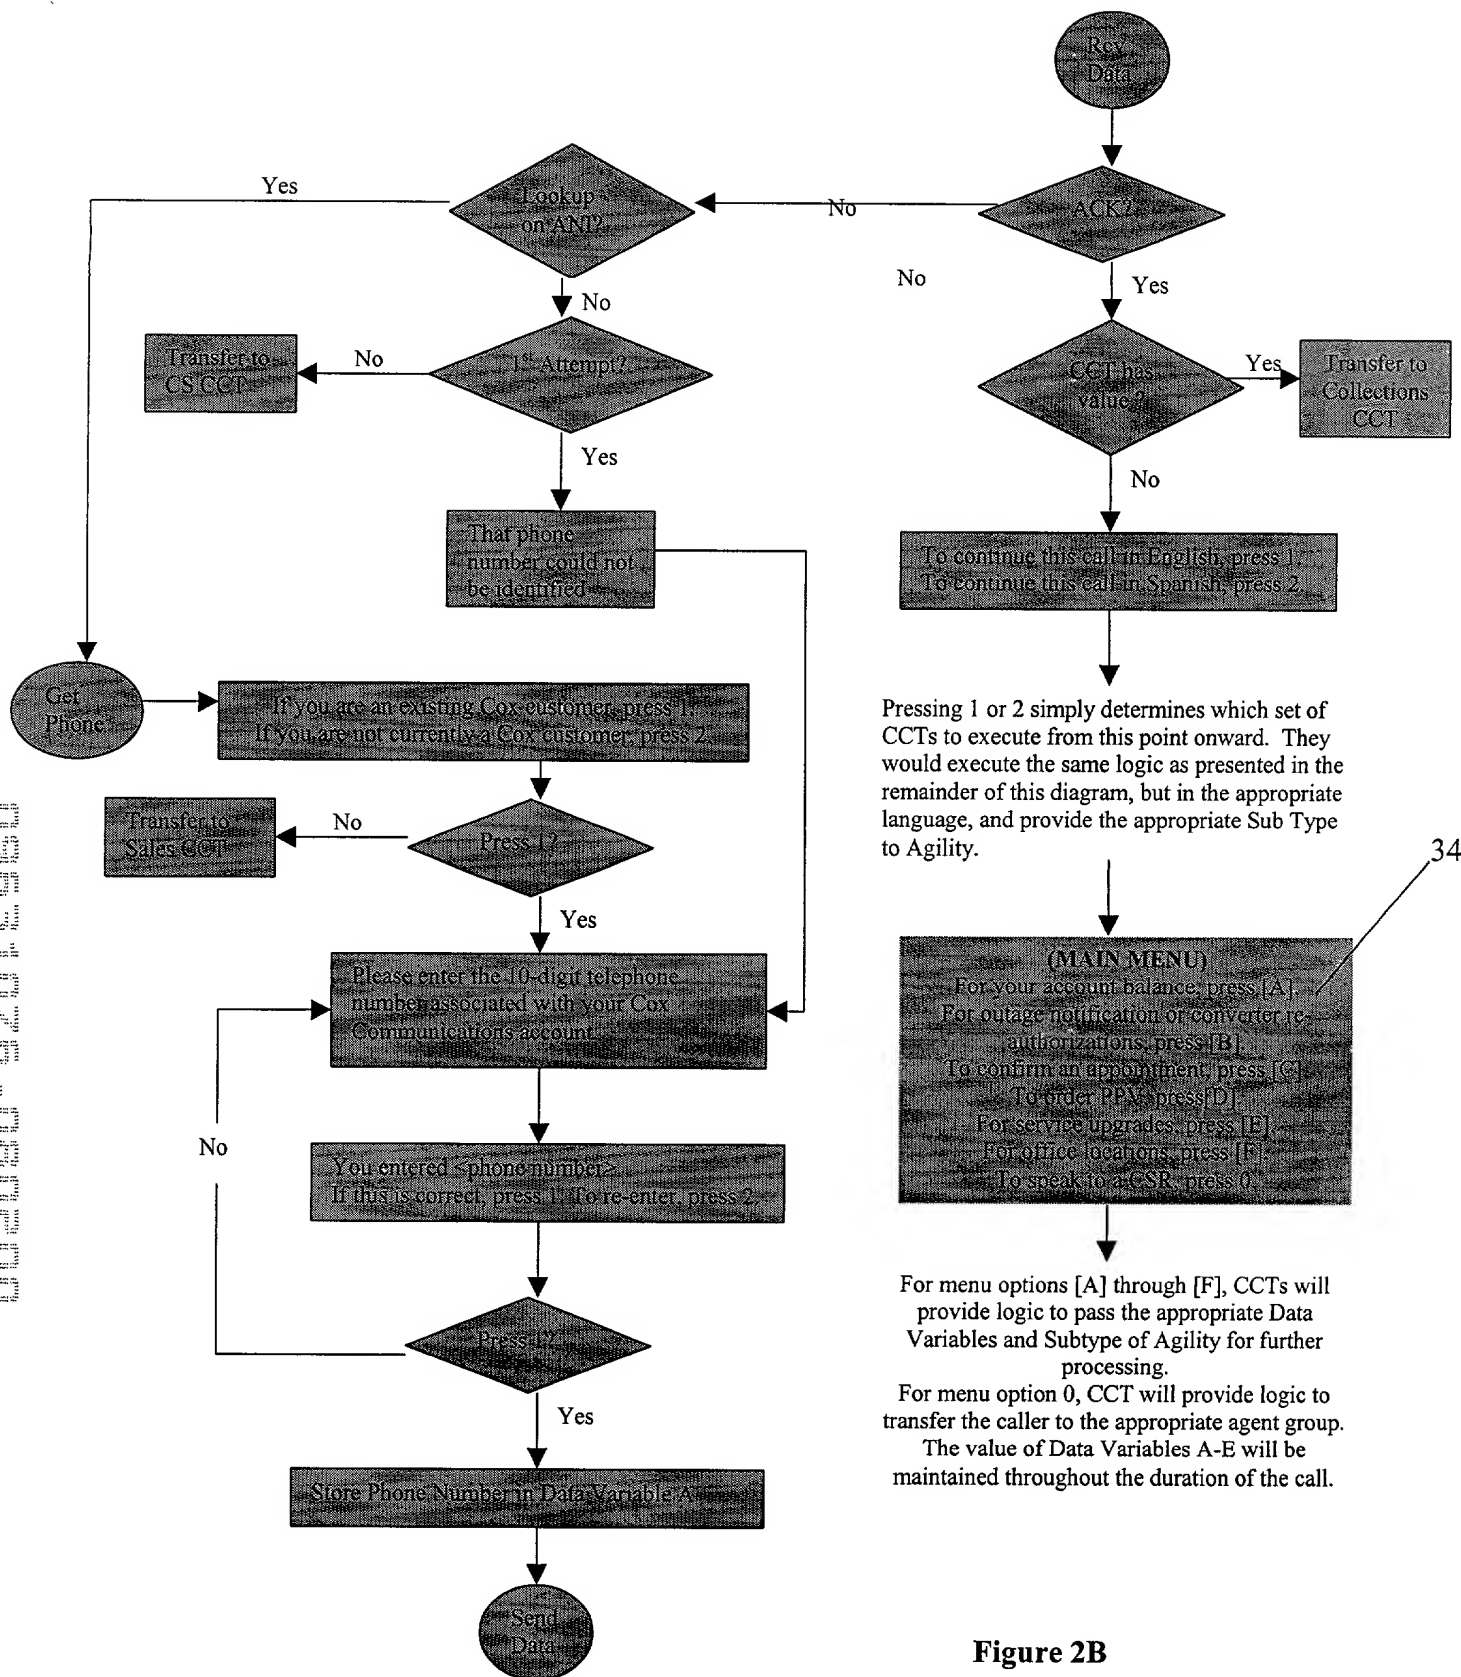 Rcv
Data
ACK?
No
Lookup
on ANI?
Yes
No
Yes
No
1st Attempt?
No
Transfer to
CS CCT
CCT has
value?
Yes
Transfer to
Collections
CCT
Yes
No
That phone
number could not
be identified
To continue this call in English, press 1.
To continue this call in Spanish, press 2.
Get
Phone
If you are an existing Cox customer, press 1.
If you are not currently a Cox customer, press 2.
Pressing 1 or 2 simply determines which set of
CCTs to execute from this point onward. They
would execute the same logic as presented in the
remainder of this diagram, but in the appropriate
language, and provide the appropriate Sub Type
to Agility.
Press 1?
No
Transfer to
Sales CCT
34
Yes
Please enter the 10-digit telephone
number associated with your Cox
Communications account.
(MAIN MENU)
For your account balance, press [A].
For outage notification or converter re-
authorizations, press [B].
To confirm an appointment, press [C].
To order PPV, press[D].
For service upgrades, press [E].
For office locations, press [F].
To speak to a CSR, press 0.
No
You entered <phone number>
If this is correct, press 1. To re-enter, press 2.
For menu options [A] through [F], CCTs will
provide logic to pass the appropriate Data
Variables and Subtype of Agility for further
processing.
For menu option 0, CCT will provide logic to
transfer the caller to the appropriate agent group.
The value of Data Variables A-E will be
maintained throughout the duration of the call.
Press 1?
Yes
Store Phone Number in Data Variable A
Send
Data
Figure 2B